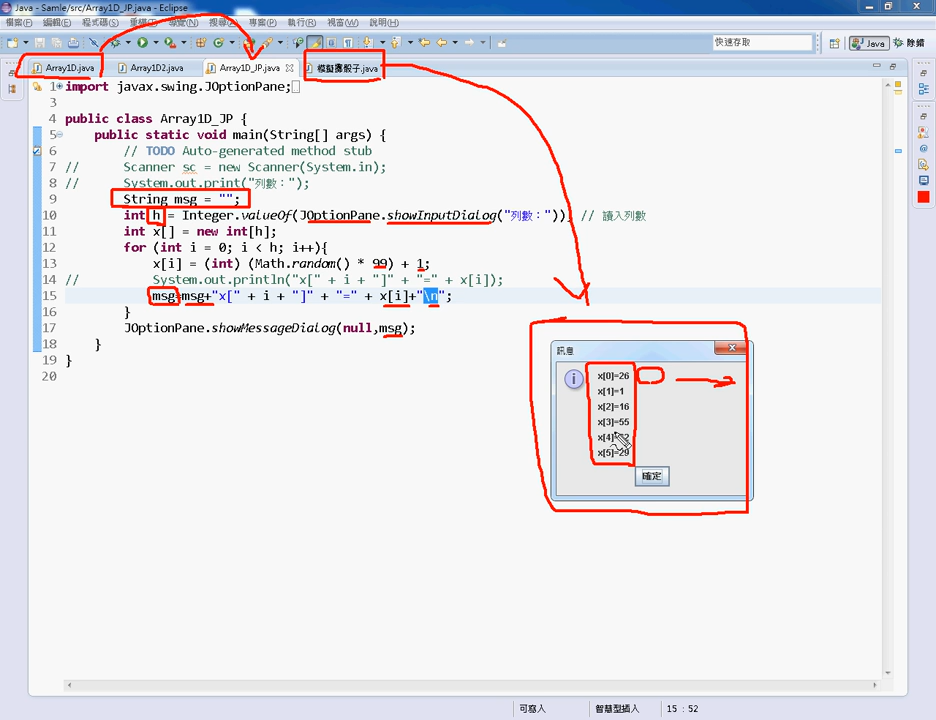 Java - Samle/src/Array1D_JP.java - Eclipse
檔案(F) 編輯(E) 程式碼(S) 重構(T) 導覽(N) 搜尋(A) 專案(P) 執行(R) 視窗(W) 說明(H)
快速存取 Java 除錯
Array1D.java Array1D2.java Array1D_JP.java 模擬擲骰子.java
1 import javax.swing.JOptionPane;
3
4 public class Array1D_JP {
5 public static void main(String[] args) {
6 // TODO Auto-generated method stub
7 // Scanner sc = new Scanner(System.in);
8 // System.out.print("列數：");
9 String msg = "";
10 int h = Integer.valueOf(JOptionPane.showInputDialog("列數：")); // 讀入列數
11 int x[] = new int[h];
12 for (int i = 0; i < h; i++){
13 x[i] = (int) (Math.random() * 99) + 1;
14 // System.out.println("x[" + i + "]" + "=" + x[i]);
15 msg=msg+"x[" + i + "]" + "=" + x[i]+"\n";
16 }
17 JOptionPane.showMessageDialog(null,msg);
18 }
19 }
20
訊息
x[0]=26
x[1]=1
x[2]=16
x[3]=55
x[5]=29
確定
可寫入 智慧型插入 15 : 52